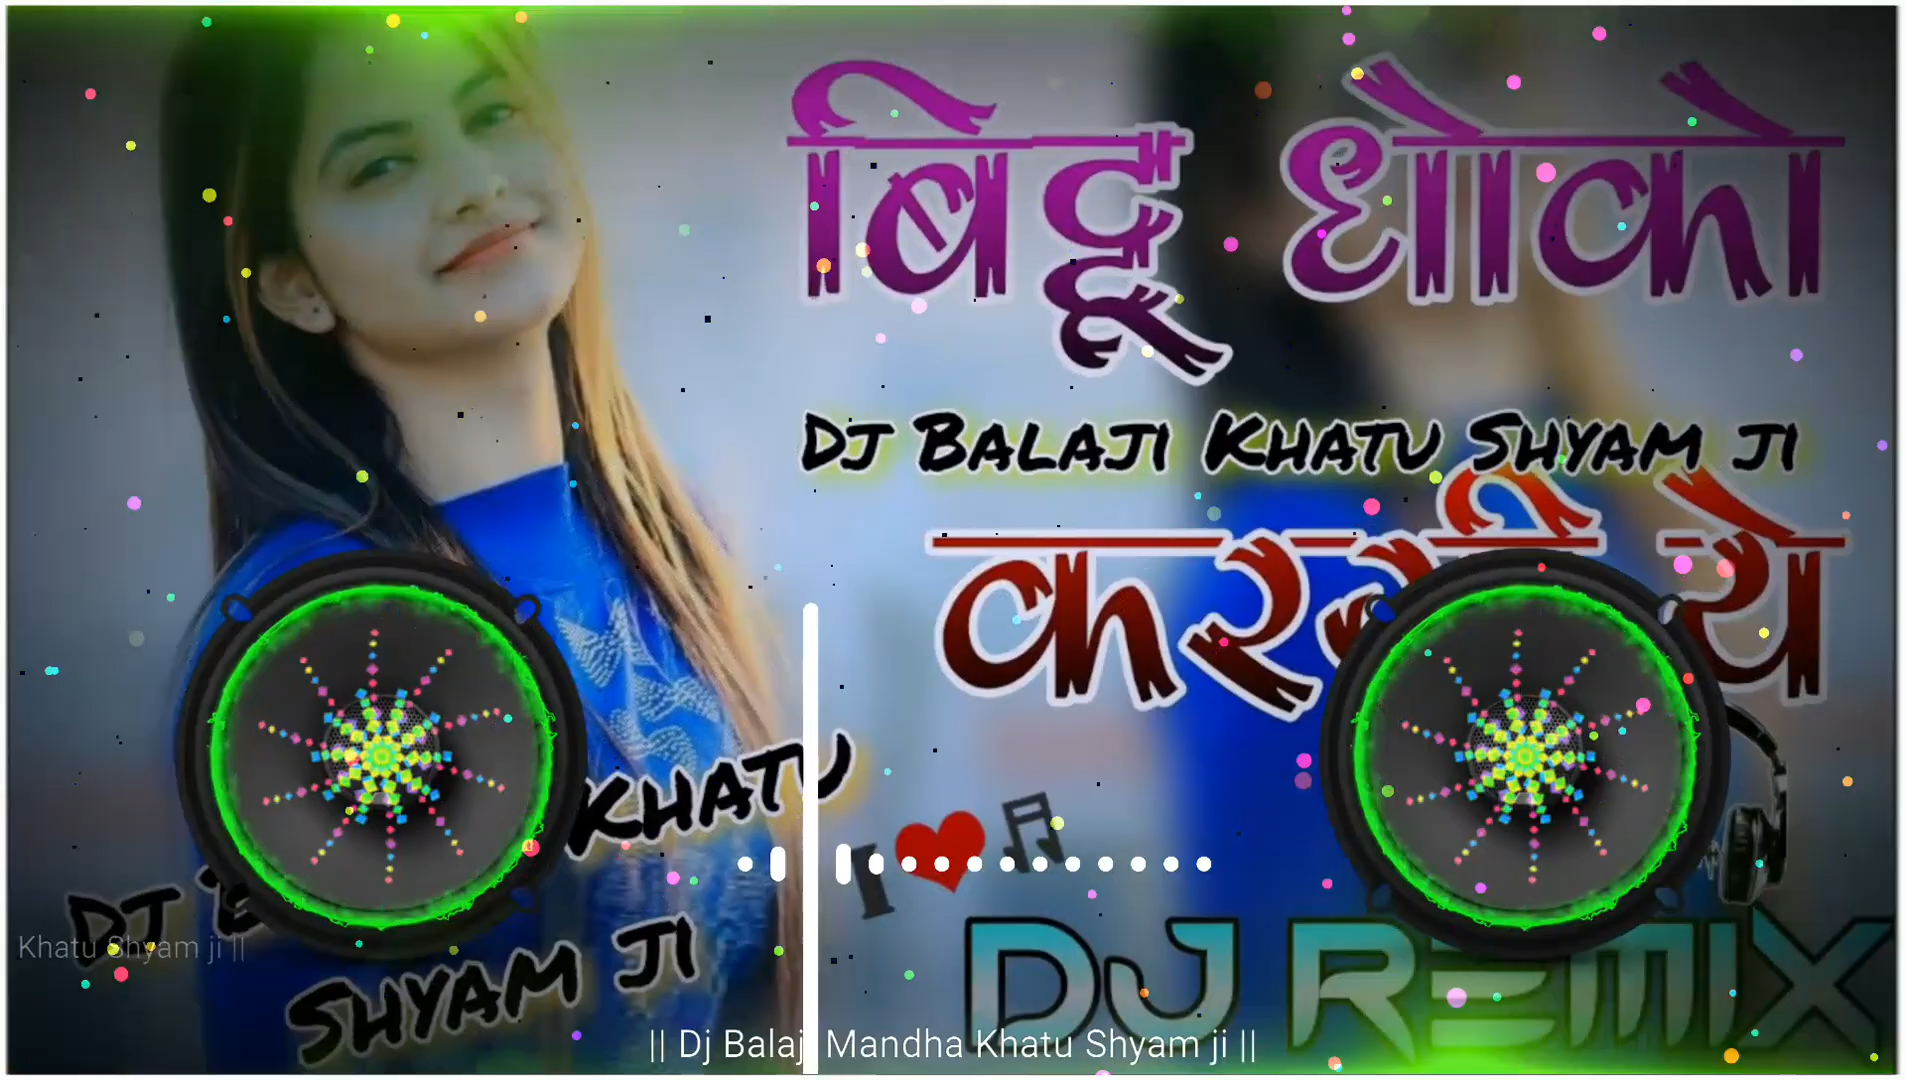 बिट्टू धोको
Dj Balaji Khatu Shyam ji
ये
Khatu
Dj
Shyam ji
I ❤
DJ REMIX
Khatu Shyam ji ||
|| Dj Balaji Mandha Khatu Shyam ji ||